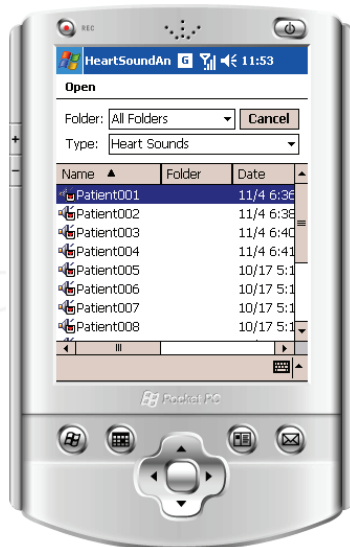 REC
HeartSoundAn G 11:53
Open
Folder: All Folders Cancel
Type: Heart Sounds
Name ▲ Folder Date
Patient001 11/4 6:36
Patient002 11/4 6:38
Patient003 11/4 6:40
Patient004 11/4 6:41
Patient005 10/17 5:1
Patient006 10/17 5:1
Patient007 10/17 5:1
Patient008 10/17 5:1
Pocket PC